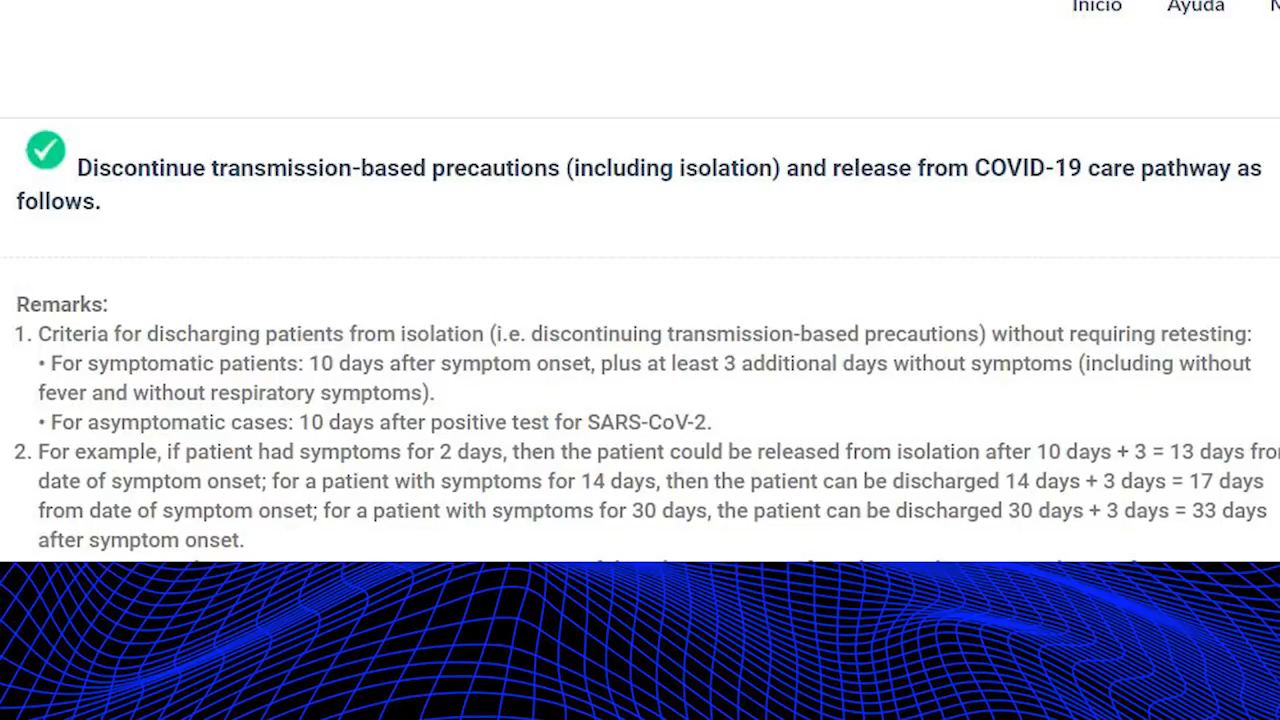 Inicio Ayuda
Discontinue transmission-based precautions (including isolation) and release from COVID-19 care pathway as
follows.
Remarks:
1. Criteria for discharging patients from isolation (i.e. discontinuing transmission-based precautions) without requiring retesting:
• For symptomatic patients: 10 days after symptom onset, plus at least 3 additional days without symptoms (including without
fever and without respiratory symptoms).
• For asymptomatic cases: 10 days after positive test for SARS-CoV-2.
2. For example, if patient had symptoms for 2 days, then the patient could be released from isolation after 10 days + 3 = 13 days
date of symptom onset; for a patient with symptoms for 14 days, then the patient can be discharged 14 days + 3 days = 17 days
from date of symptom onset; for a patient with symptoms for 30 days, the patient can be discharged 30 days + 3 days = 33 days
after symptom onset.